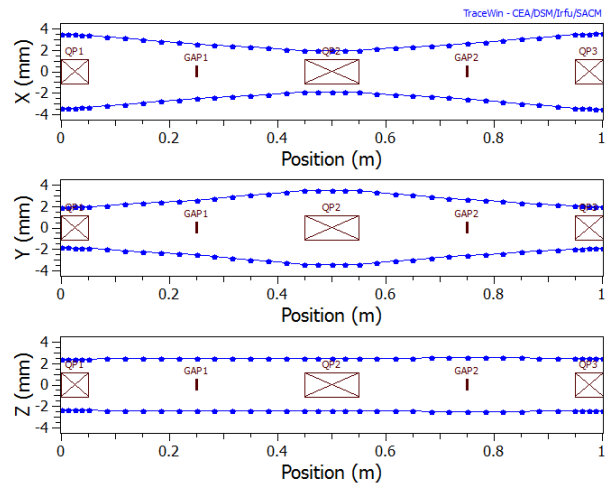 TraceWin - CEA/DSM/Irfu/SACM
X (mm)
4
2
0
-2
-4
QP1
GAP1
QP2
GAP2
QP3
0 0.2 0.4 0.6 0.8 1
Position (m)
Y (mm)
4
2
0
-2
-4
QP1
GAP1
QP2
GAP2
QP3
0 0.2 0.4 0.6 0.8 1
Position (m)
Z (mm)
4
2
0
-2
-4
QP1
GAP1
QP2
GAP2
QP3
0 0.2 0.4 0.6 0.8 1
Position (m)